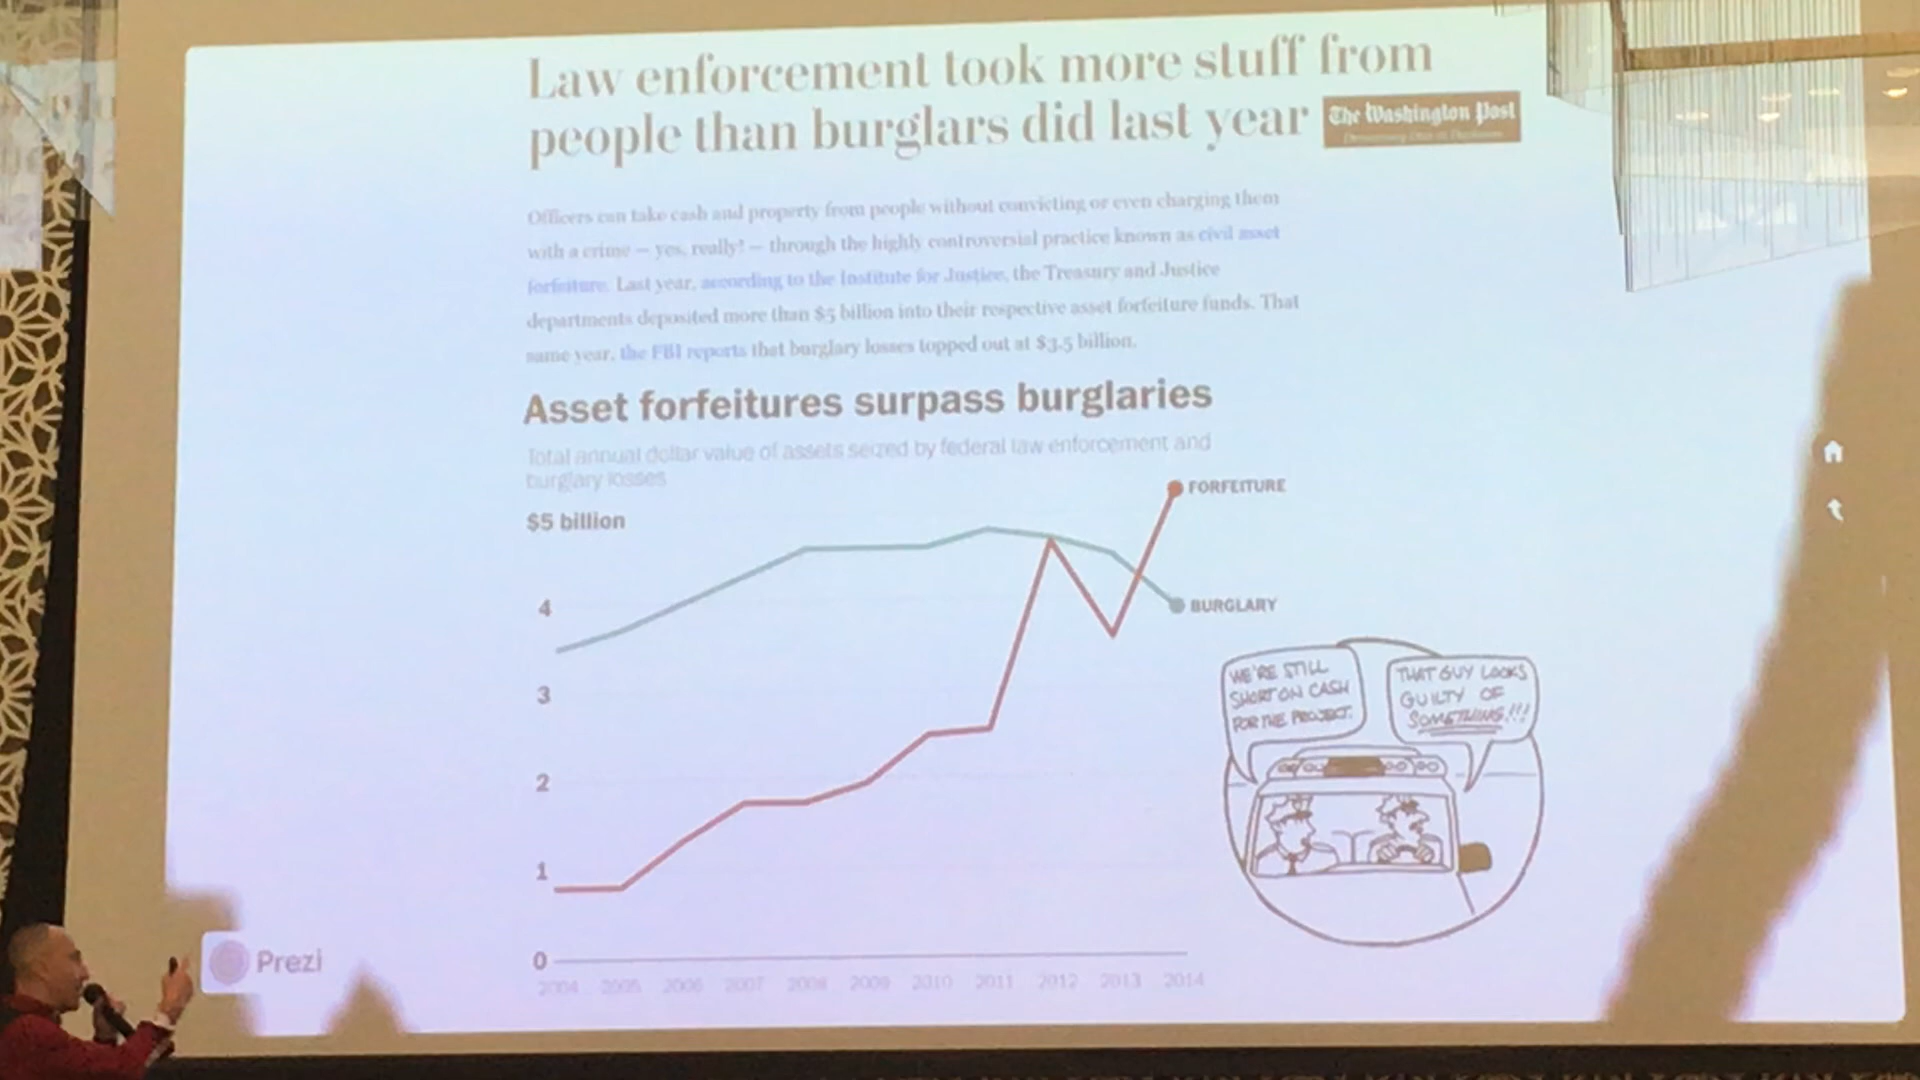 Law enforcement took more stuff from
people than burglars did last year
The Washington Post
Officers can take cash and property from people without convicting or even charging them
with a crime — yes, really! — through the highly controversial practice known as civil asset
forfeiture. Last year, according to the Institute for Justice, the Treasury and Justice
departments deposited more than $5 billion into their respective asset forfeiture funds. That
same year, the FBI reports that burglary losses topped out at $3.5 billion.
Asset forfeitures surpass burglaries
Total annual dollar value of assets seized by federal law enforcement and
burglary losses
FORFEITURE
$5 billion
4
BURGLARY
3
2
1
0
2004 2005 2006 2007 2008 2009 2010 2011 2012 2013 2014
WE'RE STILL
SHORT ON CASH
FOR THE PROJECT.
THAT GUY LOOKS
GUILTY OF
SOMETHING!!!
Prezi